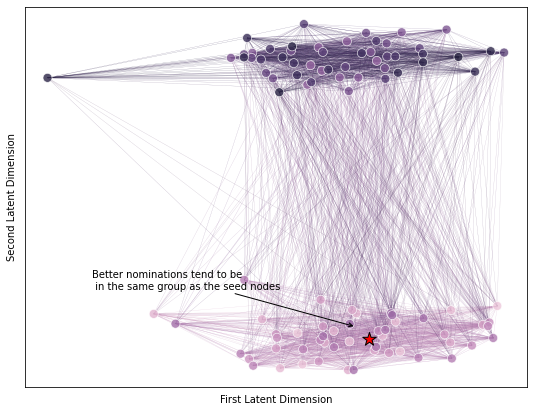 Second Latent Dimension
Better nominations tend to be
in the same group as the seed nodes
First Latent Dimension